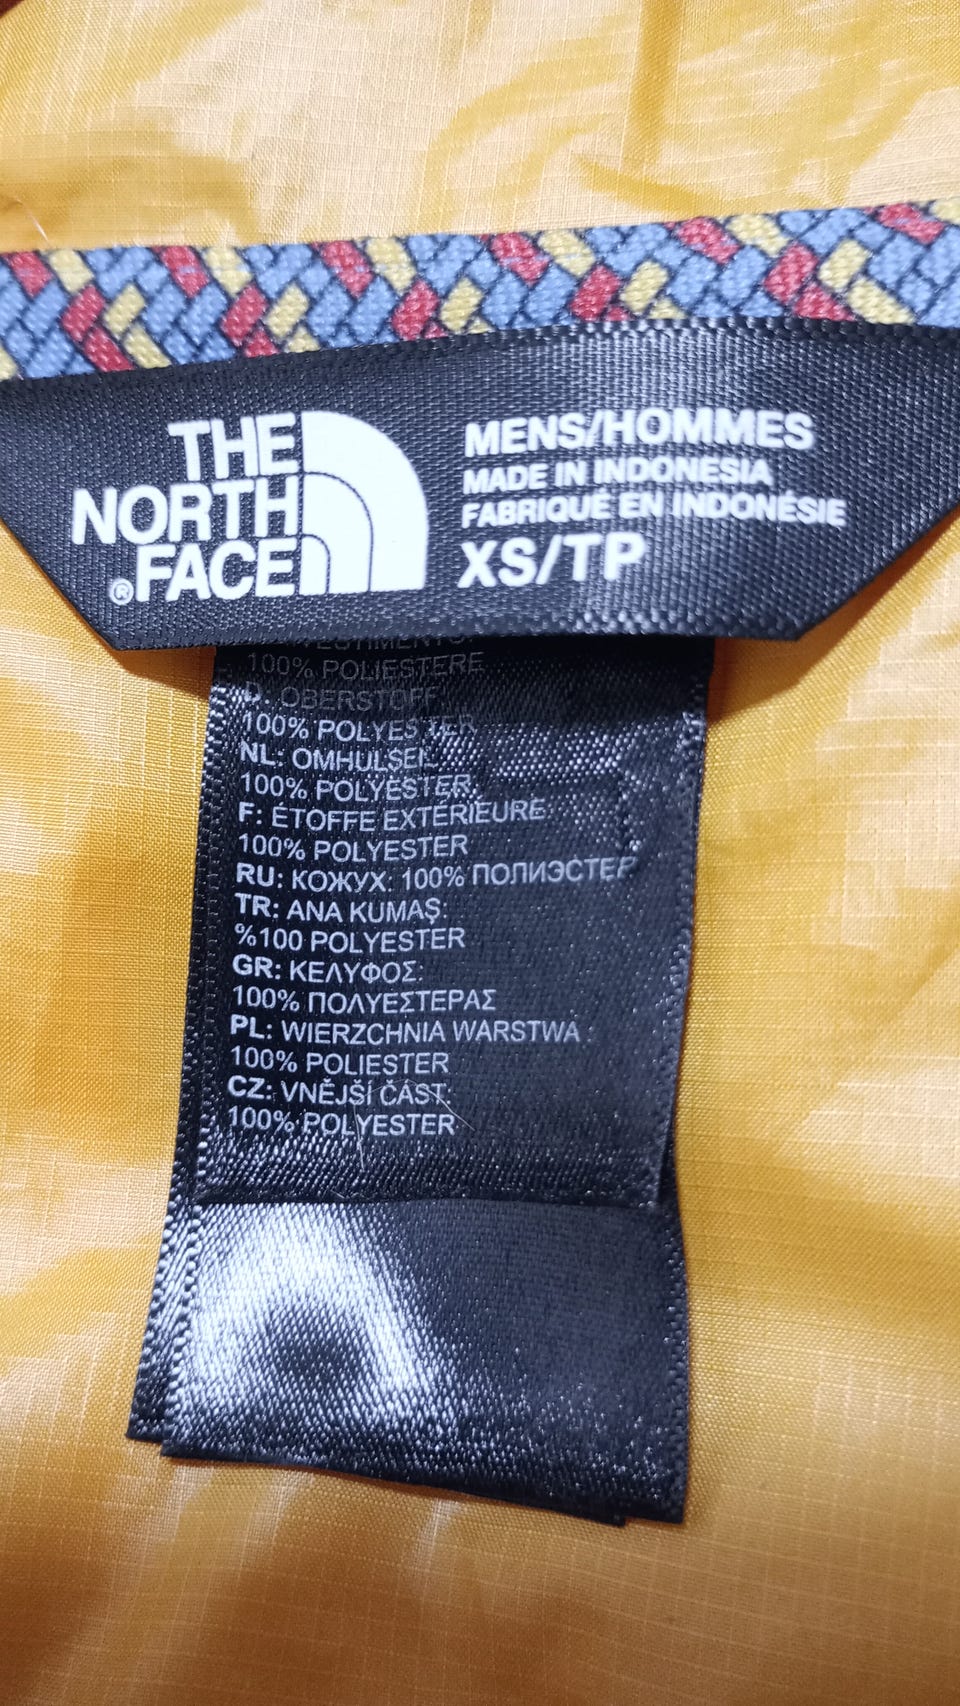 THE
NORTH
FACE
®
MENS/HOMMES
MADE IN INDONESIA
FABRIQUÉ EN INDONÉSIE
XS/TP
100% POLIESTERE
D: OBERSTOFF
100% POLYESTER
NL: OMHULSEL
100% POLYESTER
F: ÉTOFFE EXTÉRIEURE:
100% POLYESTER
RU: КОЖУХ: 100% ПОЛИЭСТЕР
TR: ANA KUMAŞ:
%100 POLYESTER
GR: ΚΕΛΥΦΟΣ:
100% ΠΟΛΥΕΣΤΕΡΑΣ
PL: WIERZCHNIA WARSTWA :
100% POLIESTER
CZ: VNĚJŠÍ ČÁST:
100% POLYESTER